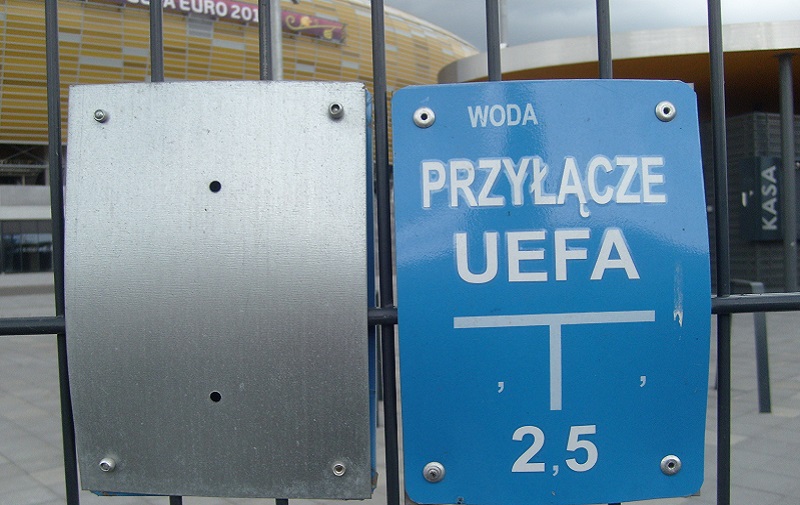 EURO 201
WODA
PRZYŁĄCZE
UEFA
, ,
2,5
KASA